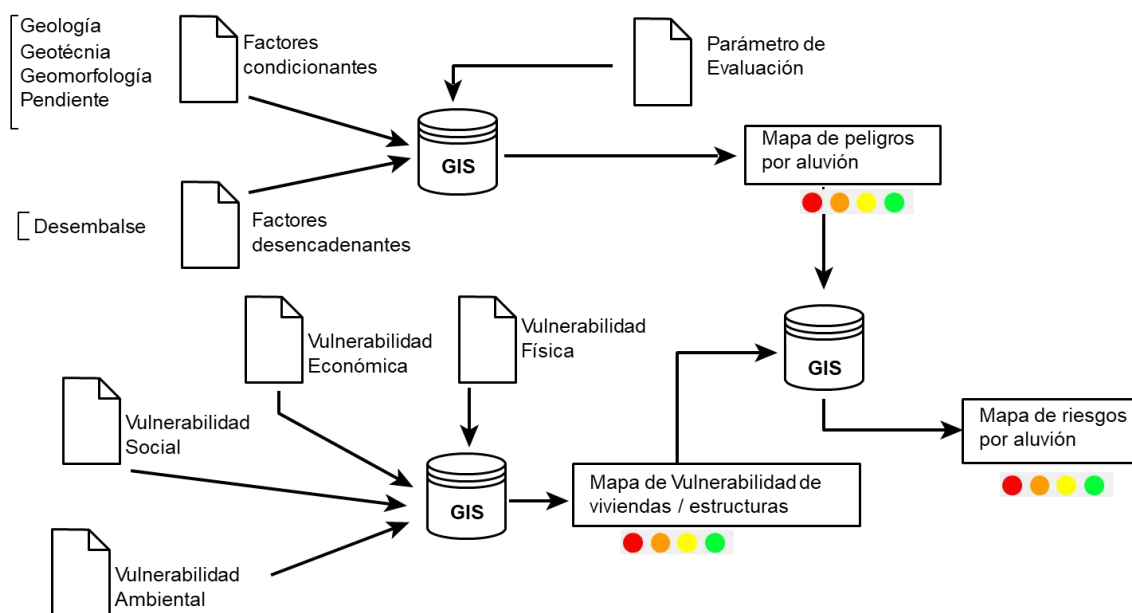 Geología
Geotécnia
Geomorfología
Pendiente
Factores
condicionantes
Parámetro de
Evaluación
GIS
Mapa de peligros
por aluvión
Desembalse
Factores
desencadenantes
Vulnerabilidad
Económica
Vulnerabilidad
Física
GIS
Vulnerabilidad
Social
Mapa de riesgos
por aluvión
GIS
Mapa de Vulnerabilidad de
viviendas / estructuras
Vulnerabilidad
Ambiental